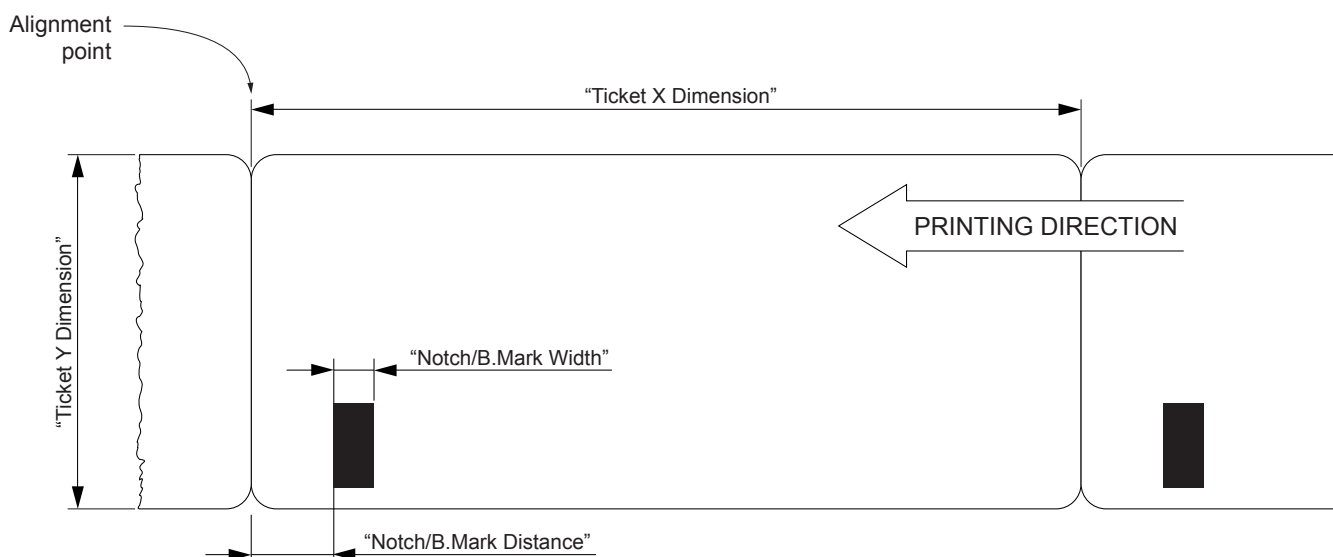 Alignment
point
“Ticket X Dimension”
PRINTING DIRECTION
“Ticket Y Dimension”
“Notch/B.Mark Width”
“Notch/B.Mark Distance”